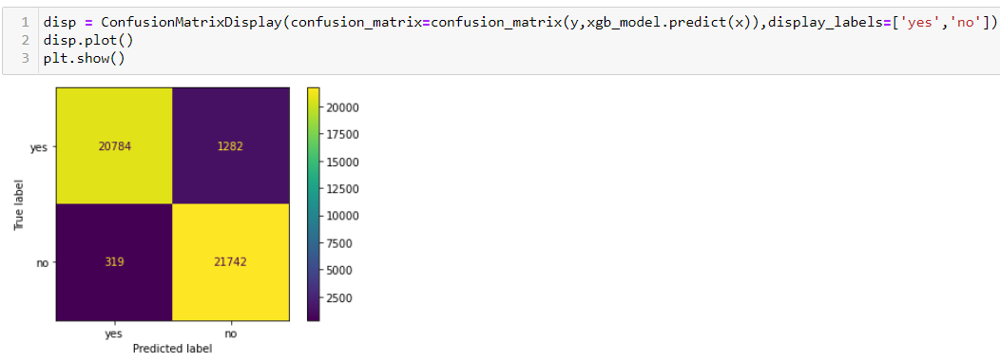 1 disp = ConfusionMatrixDisplay(confusion_matrix=confusion_matrix(y,xgb_model.predict(x)),display_labels=['yes','no'])
2 disp.plot()
3 plt.show()
20000
17500
15000
12500
10000
7500
5000
2500
True label
yes 20784 1282
no 319 21742
yes no
Predicted label